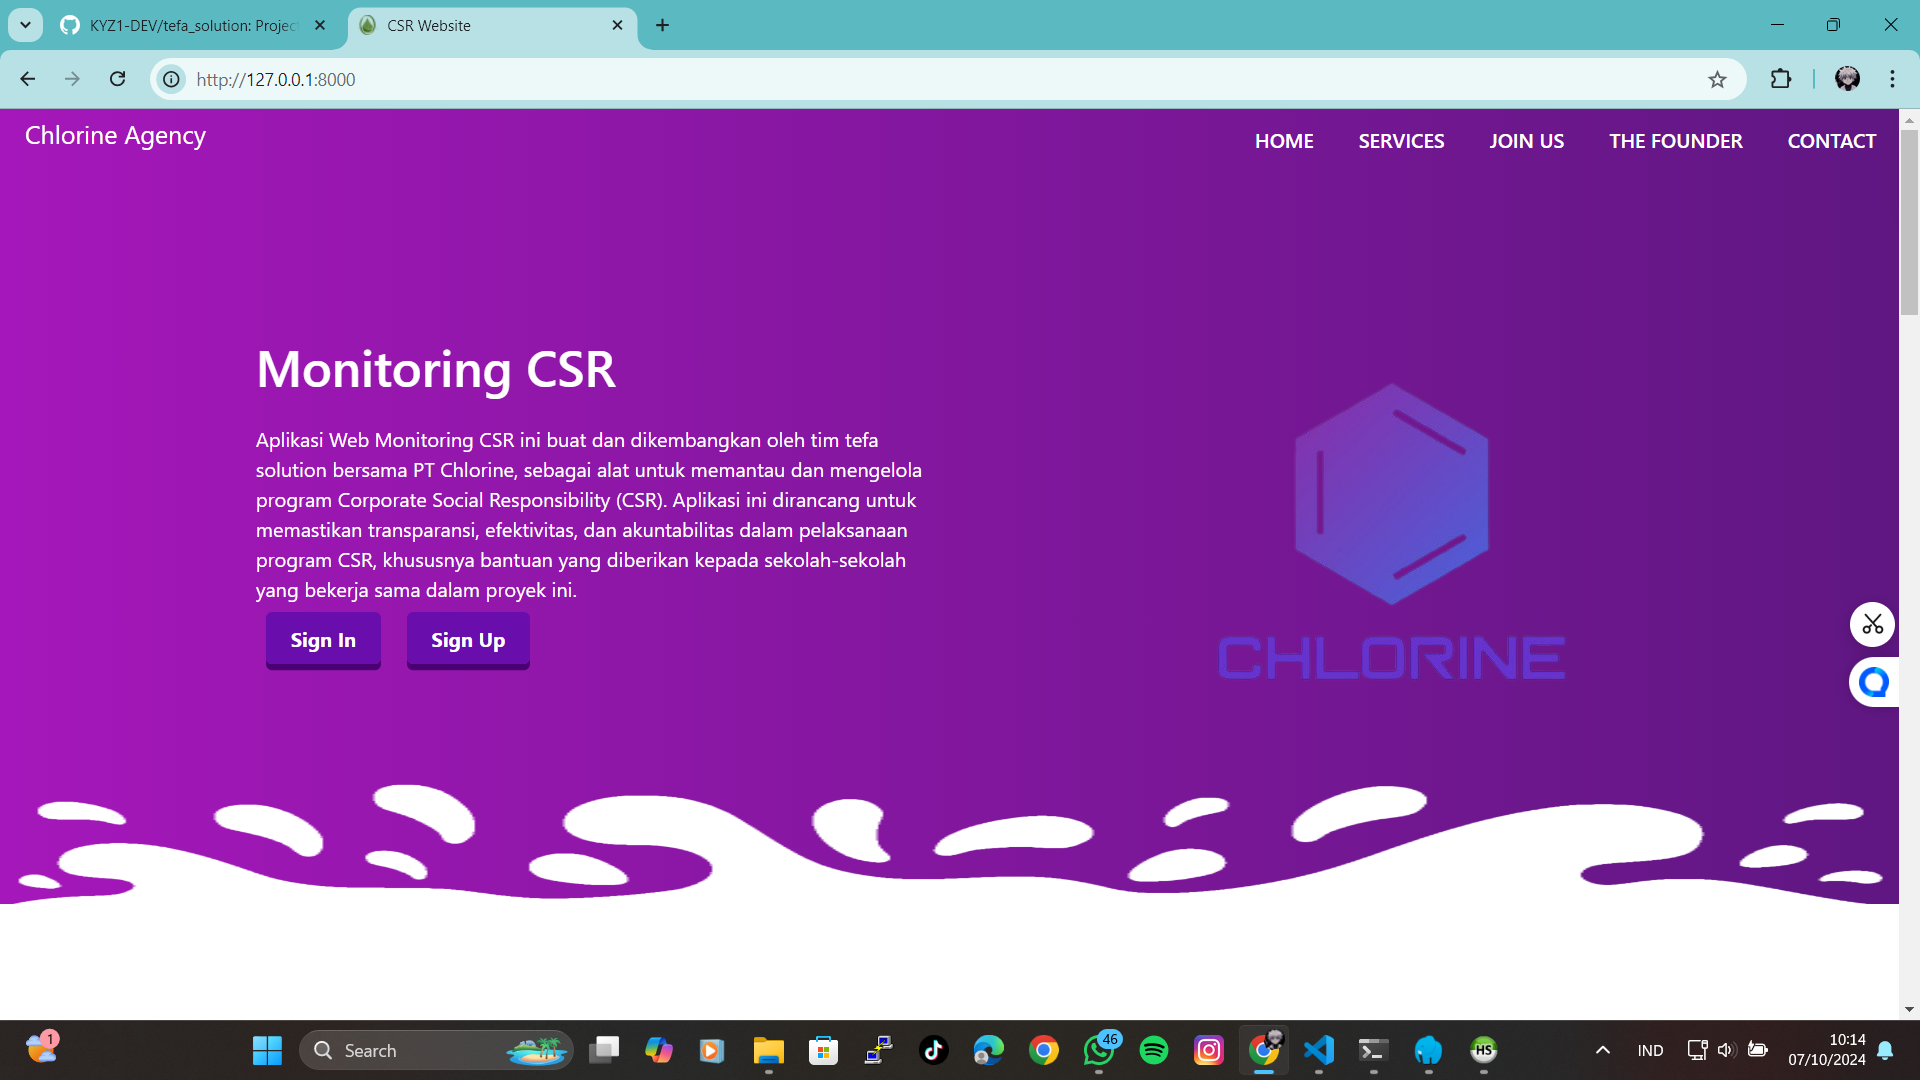 KYZ1-DEV/tefa_solution: Projec
CSR Website
http://127.0.0.1:8000
Chlorine Agency
HOME
SERVICES
JOIN US
THE FOUNDER
CONTACT
Monitoring CSR
Aplikasi Web Monitoring CSR ini buat dan dikembangkan oleh tim tefa
solution bersama PT Chlorine, sebagai alat untuk memantau dan mengelola
program Corporate Social Responsibility (CSR). Aplikasi ini dirancang untuk
memastikan transparansi, efektivitas, dan akuntabilitas dalam pelaksanaan
program CSR, khususnya bantuan yang diberikan kepada sekolah-sekolah
yang bekerja sama dalam proyek ini.
Sign In
Sign Up
CHLORINE
1
Search
46
HS
IND
10:14
07/10/2024